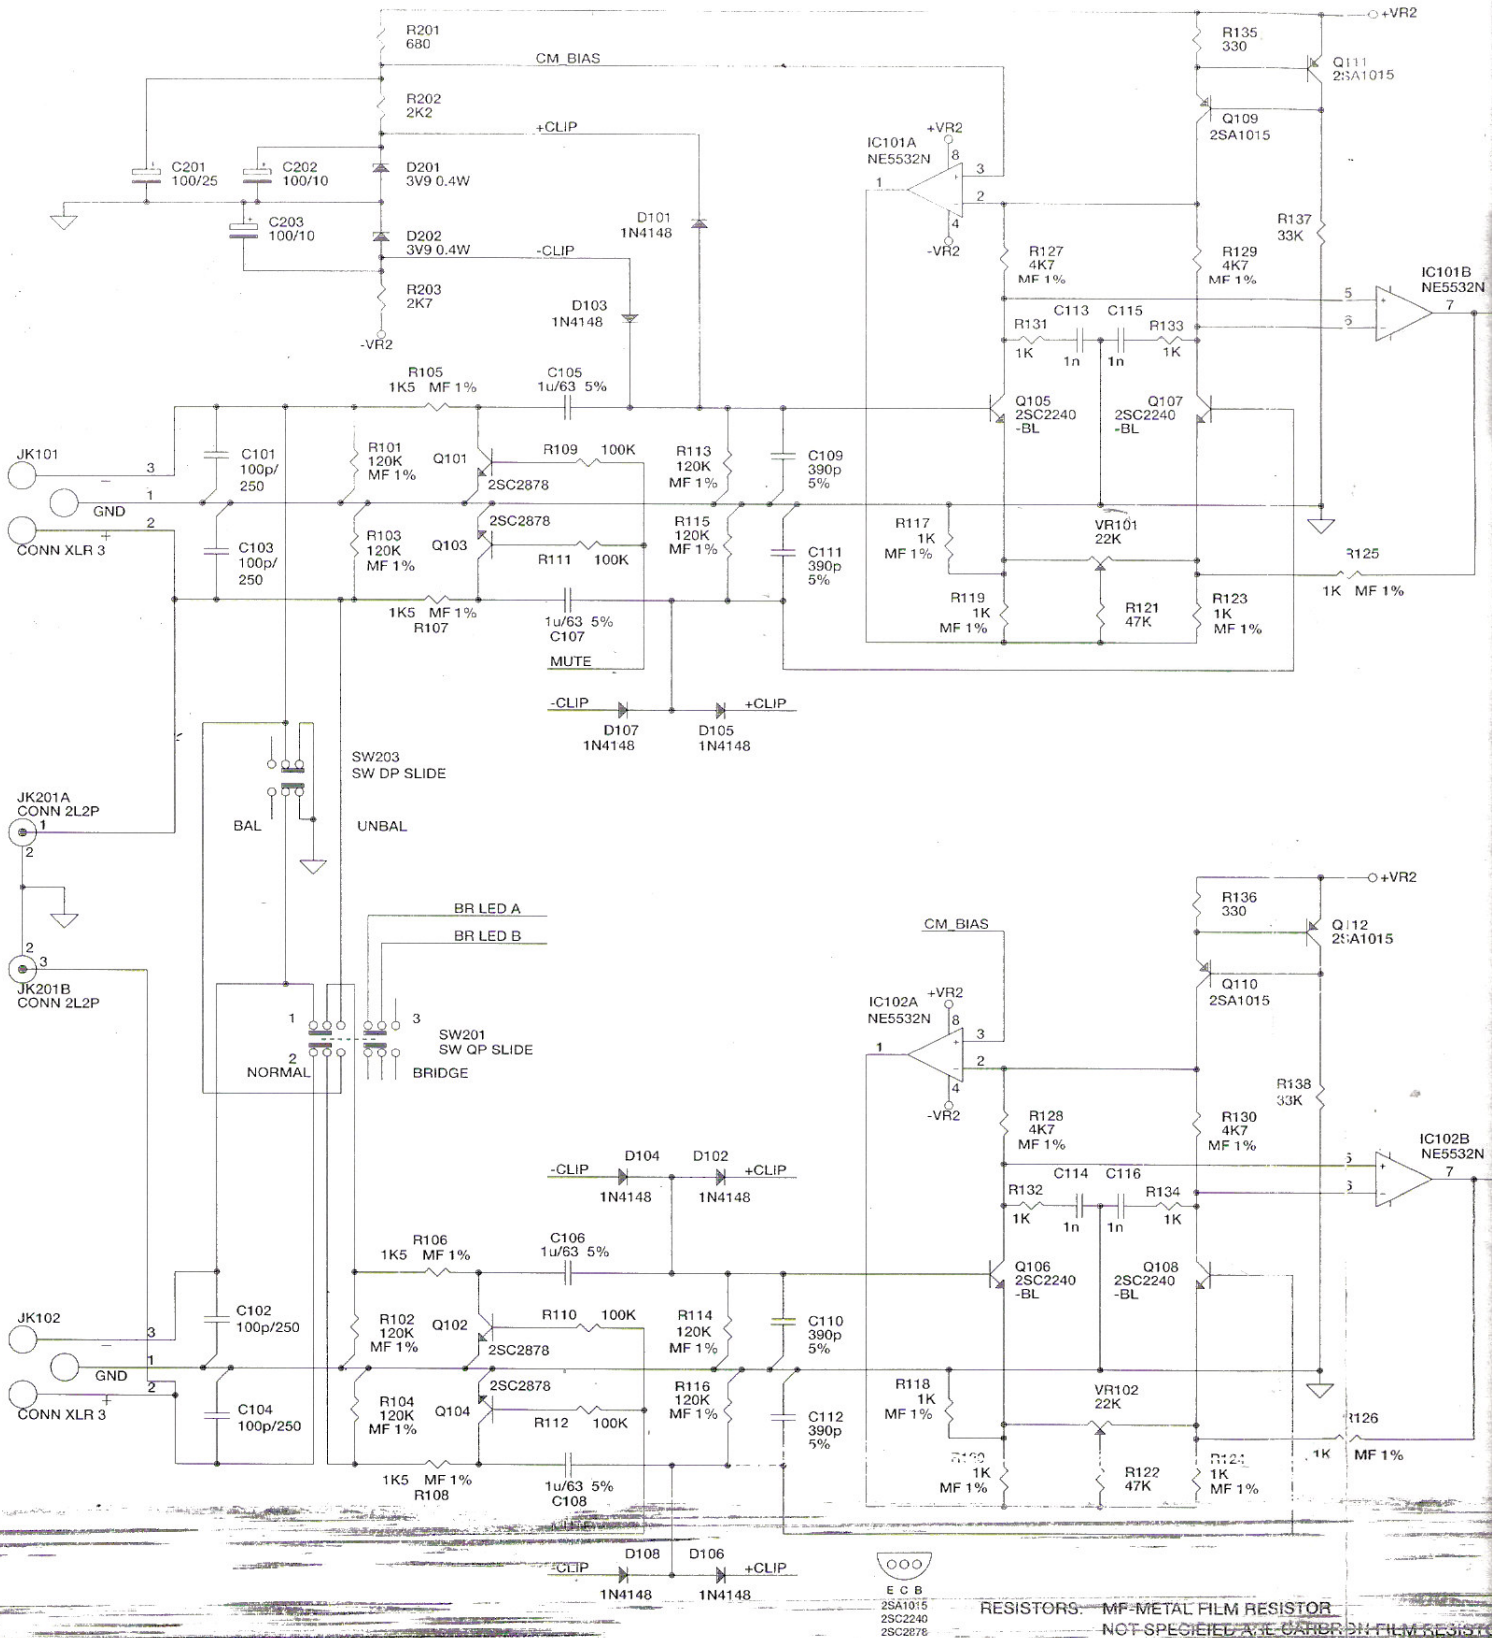 R201
680
+VR2
R135
330
Q111
2SA1015
CM_BIAS
R202
2K2
+CLIP
+VR2
8
Q109
2SA1015
IC101A
NE5532N
3
1
2
4
-VR2
C201
100/25
C202
100/10
D201
3V9 0.4W
C203
100/10
D202
3V9 0.4W
-CLIP
D101
1N4148
R137
33K
R127
4K7
MF 1%
R129
4K7
MF 1%
IC101B
NE5532N
5
6
7
R203
2K7
-VR2
D103
1N4148
C113
1n
C115
1n
R131
1K
R133
1K
R105
1K5 MF 1%
C105
1u/63 5%
Q105
2SC2240
-BL
Q107
2SC2240
-BL
JK101
3
C101
100p/
250
R101
120K
MF 1%
Q101
2SC2878
R109 100K
R113
120K
MF 1%
C109
390p
5%
1
GND
2
CONN XLR 3
C103
100p/
250
R103
120K
MF 1%
2SC2878
Q103
R111 100K
R115
120K
MF 1%
C111
390p
5%
R117
1K
MF 1%
VR101
22K
R125
1K MF 1%
1K5 MF 1%
R107
1u/63 5%
C107
R119
1K
MF 1%
R121
47K
R123
1K
MF 1%
MUTE
-CLIP
D107
1N4148
D105
1N4148
+CLIP
SW203
SW DP SLIDE
JK201A
CONN 2L2P
1
2
BAL
UNBAL
BR LED A
BR LED B
2
3
JK201B
CONN 2L2P
+VR2
R136
330
Q112
2SA1015
CM_BIAS
Q110
2SA1015
+VR2
8
IC102A
NE5532N
3
1
2
4
-VR2
1
2
NORMAL
3
SW201
SW QP SLIDE
BRIDGE
R138
33K
R128
4K7
MF 1%
R130
4K7
MF 1%
IC102B
NE5532N
5
6
7
-CLIP
D104
1N4148
D102
1N4148
+CLIP
C114
1n
C116
1n
R132
1K
R134
1K
R106
1K5 MF 1%
C106
1u/63 5%
Q106
2SC2240
-BL
Q108
2SC2240
-BL
JK102
3
C102
100p/250
R102
120K
MF 1%
Q102
2SC2878
R110 100K
R114
120K
MF 1%
C110
390p
5%
1
GND
2
CONN XLR 3
C104
100p/250
R104
120K
MF 1%
2SC2878
Q104
R112 100K
R116
120K
MF 1%
C112
390p
5%
R118
1K
MF 1%
VR102
22K
R126
1K MF 1%
1K5 MF 1%
R108
1u/63 5%
C108
1K
MF 1%
R122
47K
R124
1K
MF 1%
-CLIP
D108
1N4148
D106
1N4148
+CLIP
E C B
2SA1015
2SC2240
2SC2878
RESISTORS: MF-METAL FILM RESISTOR
NOT SPECIFIED ARE CARBRON FILM